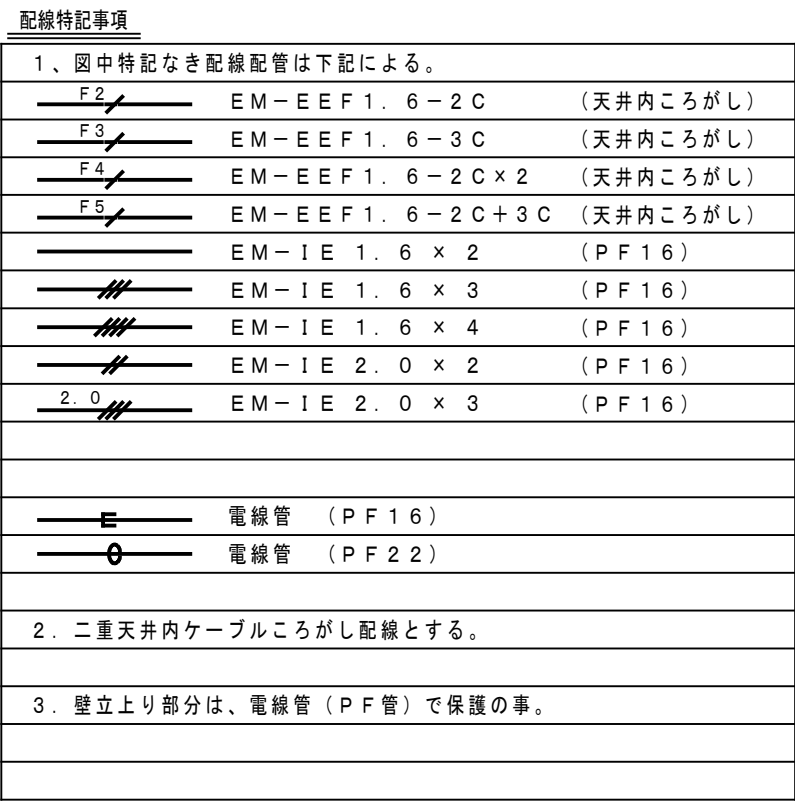 配線特記事項
1、図中特記なき配線配管は下記による。
F2 EM-EEF1.6-2C (天井内ころがし)
F3 EM-EEF1.6-3C (天井内ころがし)
F4 EM-EEF1.6-2C×2 (天井内ころがし)
F5 EM-EEF1.6-2C+3C (天井内ころがし)
EM-IE 1.6 × 2 (PF16)
EM-IE 1.6 × 3 (PF16)
EM-IE 1.6 × 4 (PF16)
EM-IE 2.0 × 2 (PF16)
2.0 EM-IE 2.0 × 3 (PF16)
E 電線管 (PF16)
電線管 (PF22)
2.二重天井内ケーブルころがし配線とする。
3.壁立上り部分は、電線管(PF管)で保護の事。